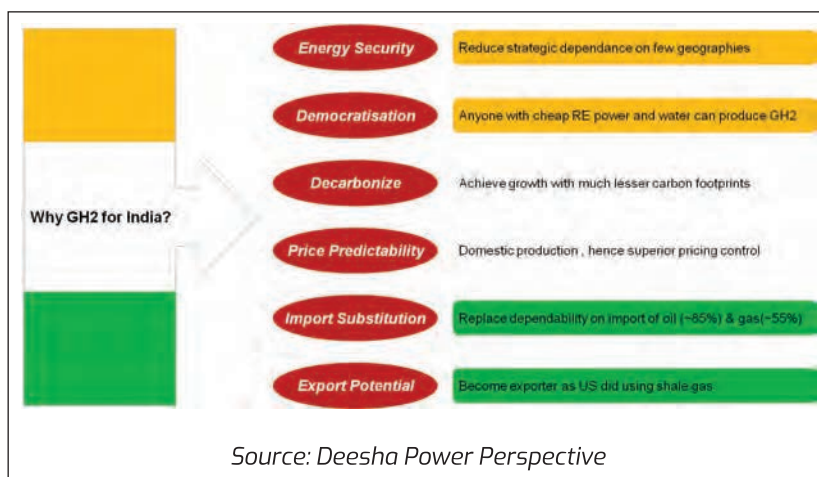 Why GH2 for India?
Energy Security
Reduce strategic dependance on few geographies
Democratisation
Anyone with cheap RE power and water can produce GH2
Decarbonize
Achieve growth with much lesser carbon footprints
Price Predictability
Domestic production , hence superior pricing control
Import Substitution
Replace dependability on import of oil (~85%) & gas(~55%)
Export Potential
Become exporter as US did using shale gas
Source: Deesha Power Perspective